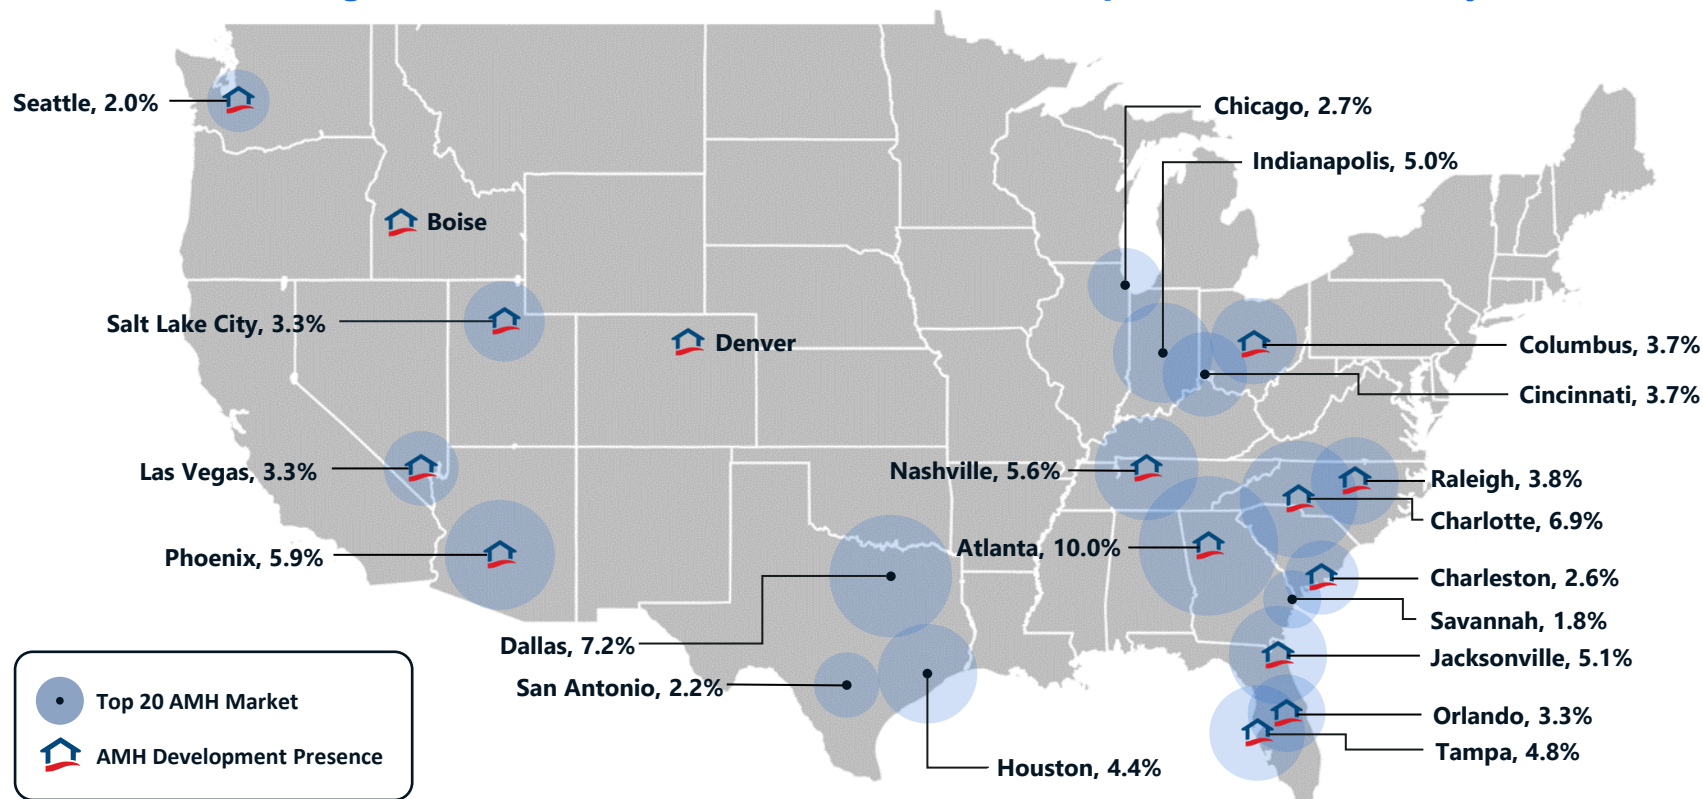 Seattle, 2.0%
Chicago, 2.7%
Indianapolis, 5.0%
Boise
Salt Lake City, 3.3%
Denver
Columbus, 3.7%
Cincinnati, 3.7%
Las Vegas, 3.3%
Nashville, 5.6%
Raleigh, 3.8%
Charlotte, 6.9%
Phoenix, 5.9%
Atlanta, 10.0%
Charleston, 2.6%
Savannah, 1.8%
Dallas, 7.2%
Jacksonville, 5.1%
San Antonio, 2.2%
Orlando, 3.3%
Tampa, 4.8%
Houston, 4.4%
Top 20 AMH Market
AMH Development Presence